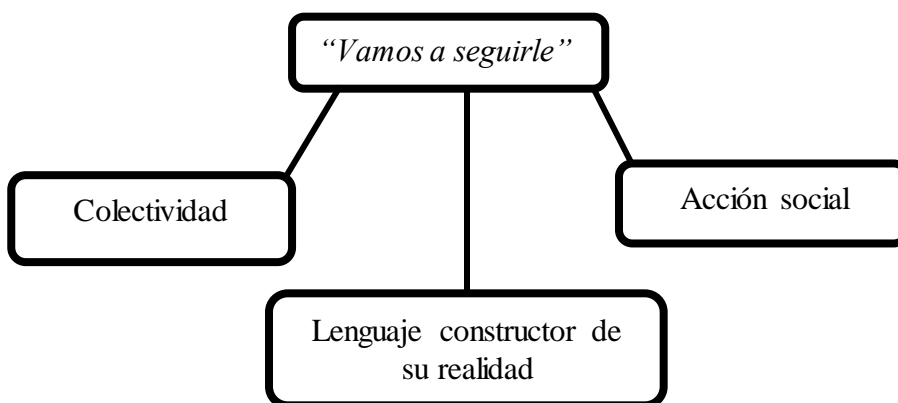 “Vamos a seguirle”
Colectividad
Acción social
Lenguaje constructor de
su realidad